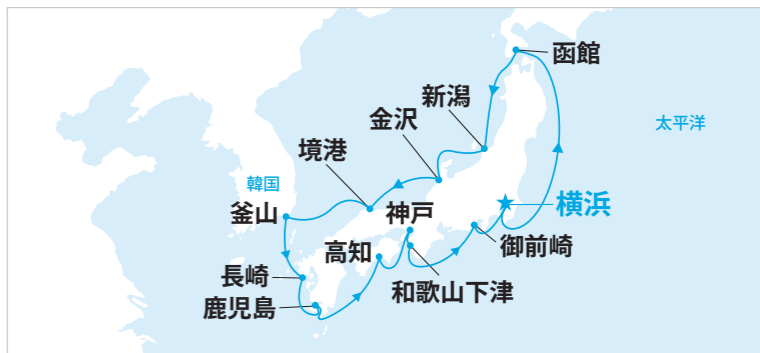 函館
新潟
金沢
太平洋
境港
韓国
釜山
神戸
横浜
高知
御前崎
長崎
和歌山下津
鹿児島